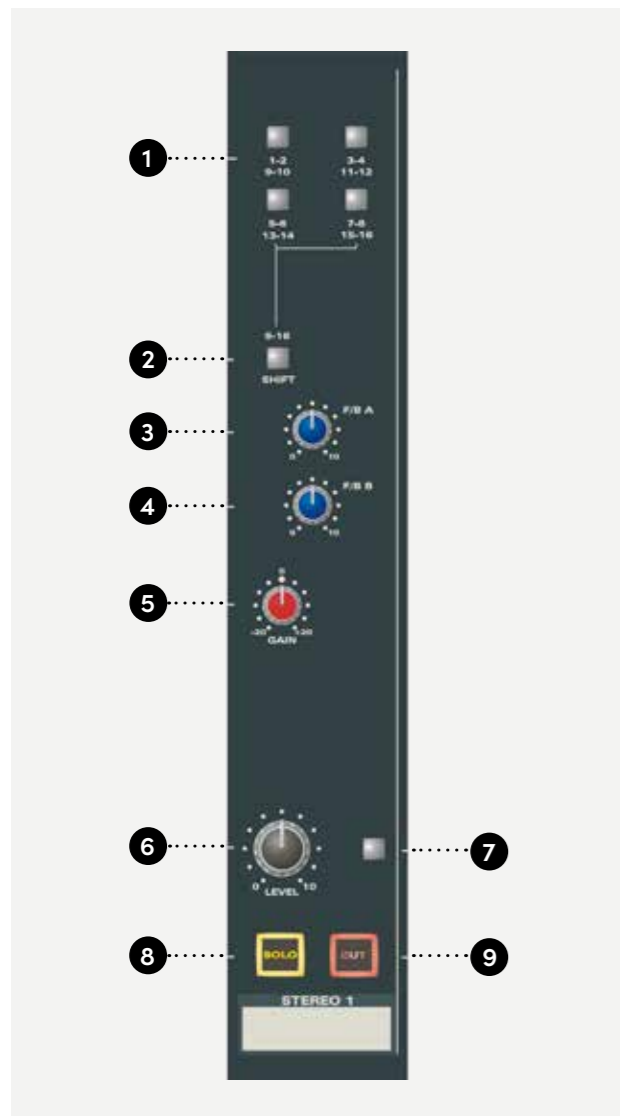 1
1-2 3-4
9-10 11-12
5-6 7-8
13-14 15-16
9-16
2
SHIFT
3
F/B A
0 10
4
F/B B
0 10
0
5
-20 +20
GAIN
6
7
0 LEVEL 10
8
SOLO CUT
9
STEREO 1